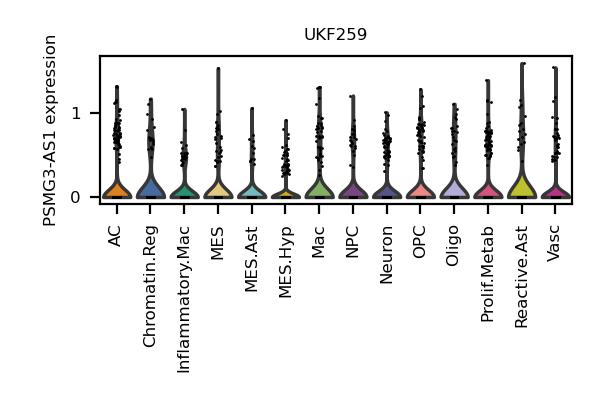 UKF259
PSMG3-AS1 expression
1
0
AC
Chromatin.Reg
Inflammatory.Mac
MES
MES.Ast
MES.Hyp
Mac
NPC
Neuron
OPC
Oligo
Prolif.Metab
Reactive.Ast
Vasc